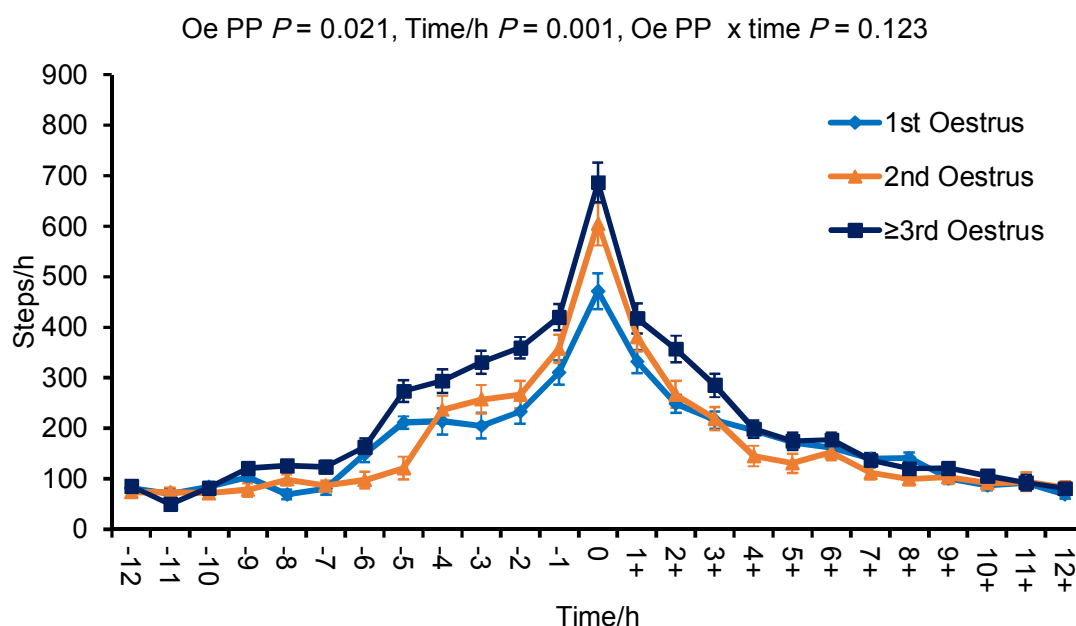 Oe PP P = 0.021, Time/h P = 0.001, Oe PP x time P = 0.123
900
800
700
600
500
400
300
200
100
0
Steps/h
1st Oestrus
2nd Oestrus
≥3rd Oestrus
-12 -11 -10 -9 -8 -7 -6 -5 -4 -3 -2 -1 0 1+ 2+ 3+ 4+ 5+ 6+ 7+ 8+ 9+ 10+ 11+ 12+
Time/h